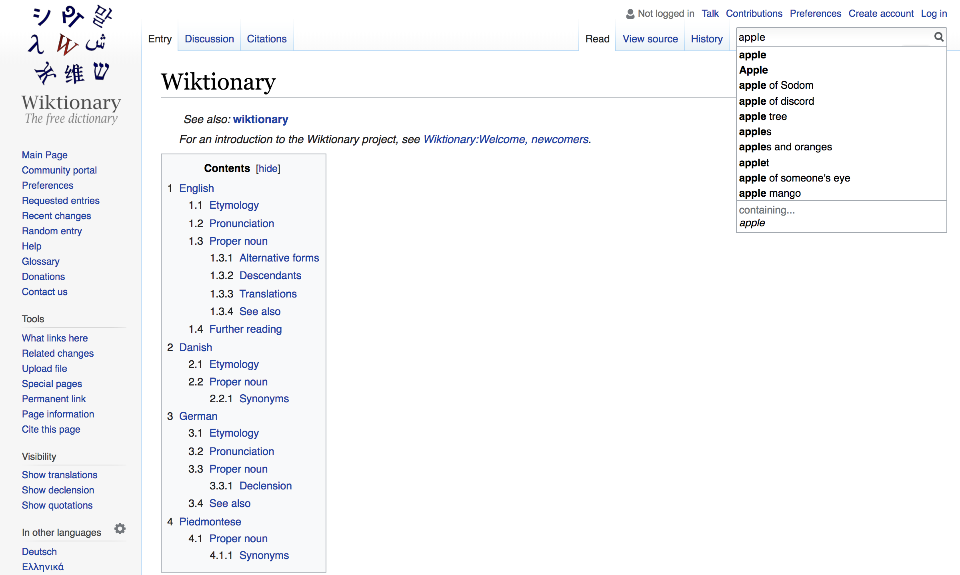 Not logged in Talk Contributions Preferences Create account Log in
Entry Discussion Citations Read View source History apple
シ Ψ 말
λ W ش
维 ש
Wiktionary
The free dictionary
Main Page
Community portal
Preferences
Requested entries
Recent changes
Random entry
Help
Glossary
Donations
Contact us
Tools
What links here
Related changes
Upload file
Special pages
Permanent link
Page information
Cite this page
Visibility
Show translations
Show declension
Show quotations
In other languages
Deutsch
Ελληνικά
Wiktionary
See also: wiktionary
For an introduction to the Wiktionary project, see Wiktionary:Welcome, newcomers.
Contents [hide]
1 English
1.1 Etymology
1.2 Pronunciation
1.3 Proper noun
1.3.1 Alternative forms
1.3.2 Descendants
1.3.3 Translations
1.3.4 See also
1.4 Further reading
2 Danish
2.1 Etymology
2.2 Proper noun
2.2.1 Synonyms
3 German
3.1 Etymology
3.2 Pronunciation
3.3 Proper noun
3.3.1 Declension
3.4 See also
4 Piedmontese
4.1 Proper noun
4.1.1 Synonyms
apple
Apple
apple of Sodom
apple of discord
apple tree
apples
apples and oranges
applet
apple of someone's eye
apple mango
containing...
apple